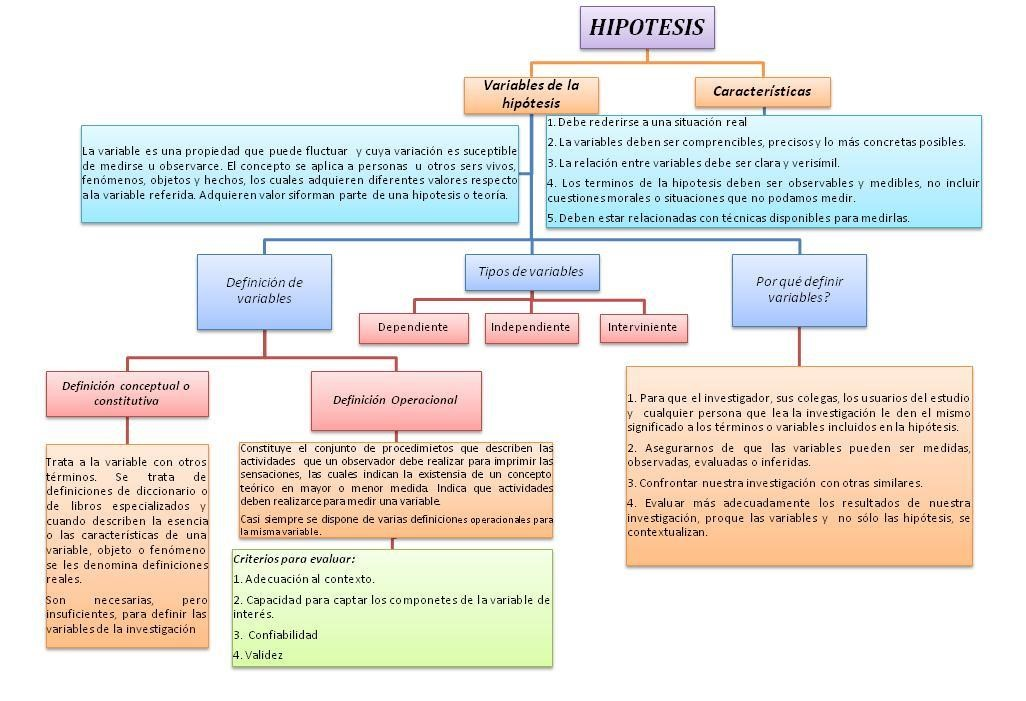 HIPOTESIS
Variables de la
hipótesis
Características
La variable es una propiedad que puede fluctuar y cuya variación es suceptible
de medirse u observarce. El concepto se aplica a personas u otros sers vivos,
fenómenos, objetos y hechos, los cuales adquieren diferentes valores respecto
a la variable referida. Adquieren valor si forman parte de una hipotesis o teoría.
1. Debe rederirse a una situación real
2. La variables deben ser comprencibles, precisos y lo más concretas posibles.
3. La relación entre variables debe ser clara y verisímil.
4. Los terminos de la hipotesis deben ser observables y medibles, no incluir
cuestiones morales o situaciones que no podamos medir.
5. Deben estar relacionadas con técnicas disponibles para medirlas.
Definición de
variables
Tipos de variables
Por qué definir
variables?
Dependiente
Independiente
Interviniente
Definición conceptual o
constitutiva
Definición Operacional
Trata a la variable con otros
términos. Se trata de
definiciones de diccionario o
de libros especializados y
cuando describen la esencia
o las características de una
variable, objeto o fenómeno
se les denomina definiciones
reales.
Son necesarias, pero
insuficientes, para definir las
variables de la investigación
Constituye el conjunto de procedimietos que describen las
actividades que un observador debe realizar para imprimir las
sensaciones, las cuales indican la existensia de un concepto
teórico en mayor o menor medida. Indica que actividades
deben realizarce para medir una variable.
Casi siempre se dispone de varias definiciones operacionales para
la misma variable.
Criterios para evaluar:
1. Adecuación al contexto.
2. Capacidad para captar los componetes de la variable de
interés.
3. Confiabilidad
4. Validez
1. Para que el investigador, sus colegas, los usuarios del estudio
y cualquier persona que lea la investigación le den el mismo
significado a los términos o variables incluidos en la hipótesis.
2. Asegurarnos de que las variables pueden ser medidas,
observadas, evaluadas o inferidas.
3. Confrontar nuestra investigación con otras similares.
4. Evaluar más adecuadamente los resultados de nuestra
investigación, proque las variables y no sólo las hipótesis, se
contextualizan.